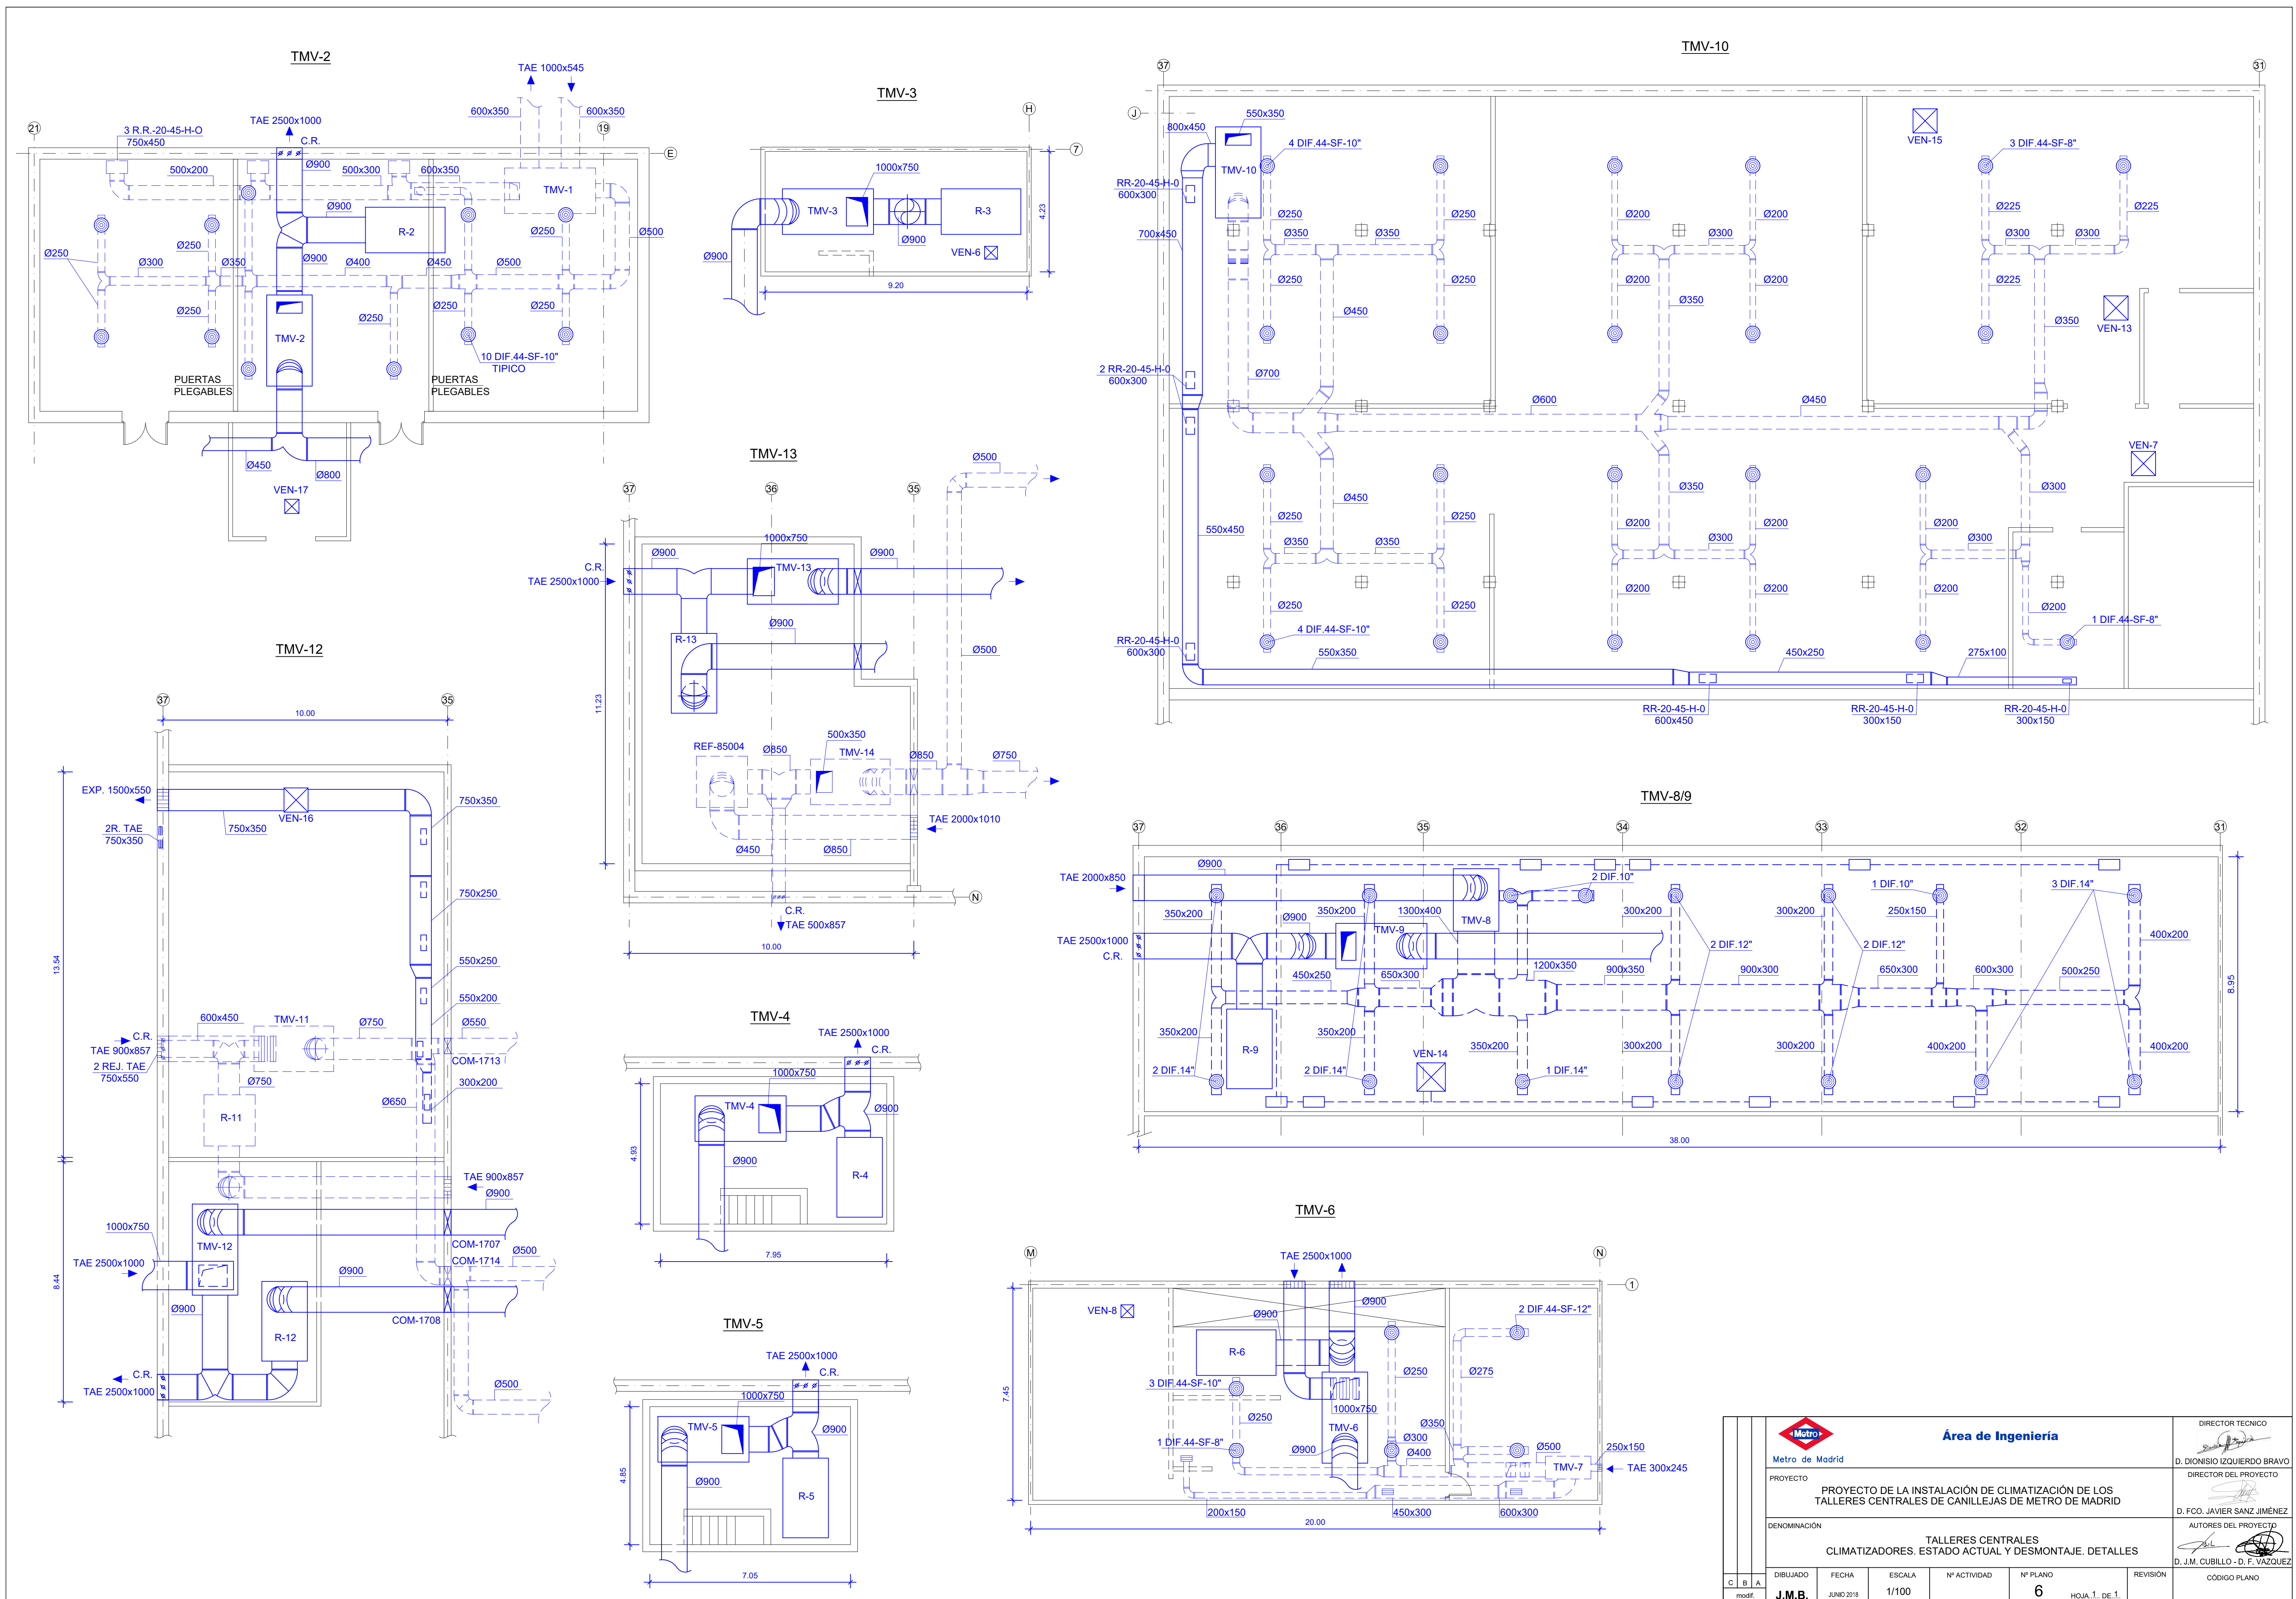 TMV-2
TAE 1000x545
600x350
600x350
21
3 R.R.-20-45-H-O
750x450
TAE 2500x1000
C.R.
19
E
Ø900
500x200
500x300
600x350
TMV-1
Ø900
R-2
Ø250
Ø250
Ø250
Ø500
Ø300
Ø350
Ø900
Ø400
Ø450
Ø500
Ø250
Ø250
Ø250
Ø250
TMV-2
10 DIF.44-SF-10"
TIPICO
PUERTAS
PLEGABLES
PUERTAS
PLEGABLES
Ø450
Ø800
VEN-17
TMV-3
H
7
1000x750
TMV-3
R-3
4.23
Ø900
Ø900
VEN-6
9.20
TMV-10
37
31
J
550x350
800x450
4 DIF.44-SF-10"
VEN-15
3 DIF.44-SF-8"
TMV-10
RR-20-45-H-0
600x300
Ø250
Ø250
Ø200
Ø200
Ø225
Ø225
700x450
Ø350
Ø350
Ø300
Ø300
Ø300
Ø250
Ø250
Ø200
Ø200
Ø225
Ø450
Ø350
Ø350
VEN-13
2 RR-20-45-H-0
600x300
Ø700
Ø600
Ø450
VEN-7
Ø450
Ø350
Ø300
550x450
Ø250
Ø250
Ø200
Ø200
Ø200
Ø350
Ø350
Ø300
Ø300
Ø250
Ø250
Ø200
Ø200
Ø200
Ø200
4 DIF.44-SF-10"
1 DIF.44-SF-8"
RR-20-45-H-0
600x300
550x350
450x250
275x100
RR-20-45-H-0
600x450
RR-20-45-H-0
300x150
RR-20-45-H-0
300x150
TMV-13
37
36
35
Ø500
1000x750
Ø900
Ø900
C.R.
TAE 2500x1000
TMV-13
Ø900
R-13
Ø500
11.23
REF-85004
Ø850
500x350
TMV-14
Ø850
Ø750
TAE 2000x1010
Ø450
Ø850
N
C.R.
TAE 500x857
10.00
TMV-12
37
35
10.00
EXP. 1500x550
750x350
VEN-16
2R. TAE
750x350
750x350
750x250
13.54
550x250
550x200
600x450
TMV-11
Ø750
Ø550
C.R.
TAE 900x857
2 REJ. TAE
750x550
COM-1713
Ø750
300x200
Ø650
R-11
TAE 900x857
Ø900
1000x750
TMV-12
COM-1707
Ø500
COM-1714
TAE 2500x1000
Ø900
8.44
Ø900
COM-1708
R-12
C.R.
TAE 2500x1000
Ø500
TMV-4
TAE 2500x1000
C.R.
1000x750
TMV-4
Ø900
4.93
Ø900
R-4
7.95
TMV-5
TAE 2500x1000
C.R.
1000x750
TMV-5
Ø900
4.85
Ø900
R-5
7.05
TMV-8/9
37
36
35
34
33
32
31
Ø900
TAE 2000x850
2 DIF.10"
1 DIF.10"
3 DIF.14"
350x200
Ø900
350x200
1300x400
TMV-8
300x200
300x200
250x150
TMV-9
400x200
TAE 2500x1000
C.R.
2 DIF.12"
2 DIF.12"
450x250
650x300
1200x350
900x350
900x300
650x300
600x300
500x250
8.95
350x200
350x200
350x200
300x200
300x200
400x200
400x200
R-9
VEN-14
2 DIF.14"
2 DIF.14"
1 DIF.14"
38.00
TMV-6
M
N
1
TAE 2500x1000
VEN-8
Ø900
Ø900
2 DIF.44-SF-12"
R-6
Ø250
Ø275
3 DIF.44-SF-10"
7.45
1000x750
Ø250
TMV-6
Ø350
Ø300
1 DIF.44-SF-8"
Ø900
Ø400
Ø500
250x150
TMV-7
TAE 300x245
200x150
450x300
600x300
20.00
Metro
Metro de Madrid
Área de Ingeniería
DIRECTOR TECNICO
D. DIONISIO IZQUIERDO BRAVO
PROYECTO
PROYECTO DE LA INSTALACIÓN DE CLIMATIZACIÓN DE LOS
TALLERES CENTRALES DE CANILLEJAS DE METRO DE MADRID
DIRECTOR DEL PROYECTO
D. FCO. JAVIER SANZ JIMÉNEZ
DENOMINACIÓN
TALLERES CENTRALES
CLIMATIZADORES. ESTADO ACTUAL Y DESMONTAJE. DETALLES
AUTORES DEL PROYECTO
D. J.M. CUBILLO - D. F. VAZQUEZ
C B A
modif.
DIBUJADO
J.M.B.
FECHA
JUNIO 2018
ESCALA
1/100
Nº ACTIVIDAD
Nº PLANO
6
HOJA 1 DE 1
REVISIÓN
CÓDIGO PLANO